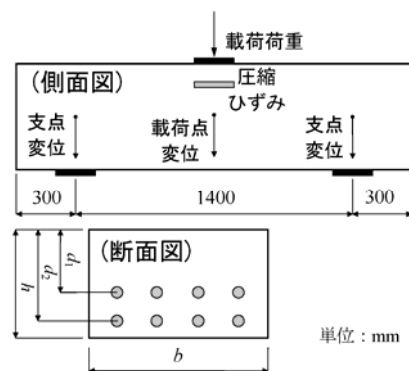 載荷荷重
(側面図)
圧縮
ひずみ
支点
変位
載荷点
変位
支点
変位
300
1400
300
(断面図)
d₁
d₂
h
b
単位：mm